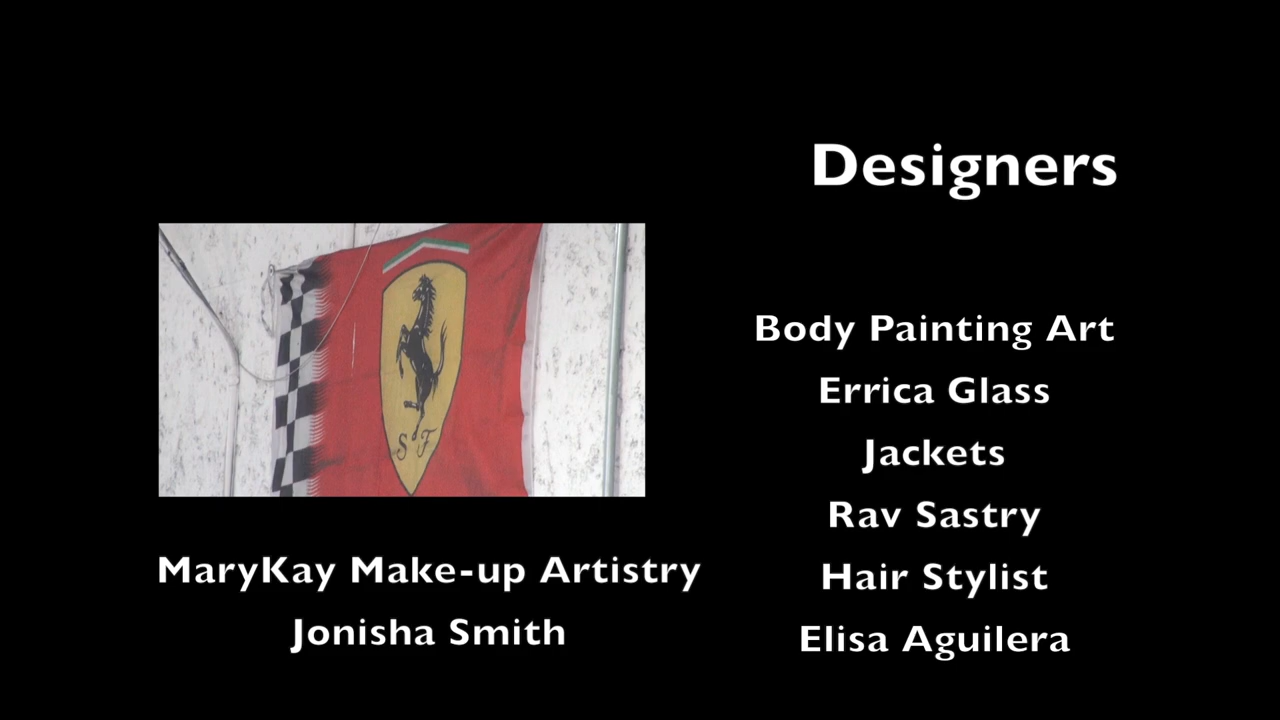 Designers
S F
Body Painting Art
Errica Glass
Jackets
Rav Sastry
Hair Stylist
Elisa Aguilera
MaryKay Make-up Artistry
Jonisha Smith